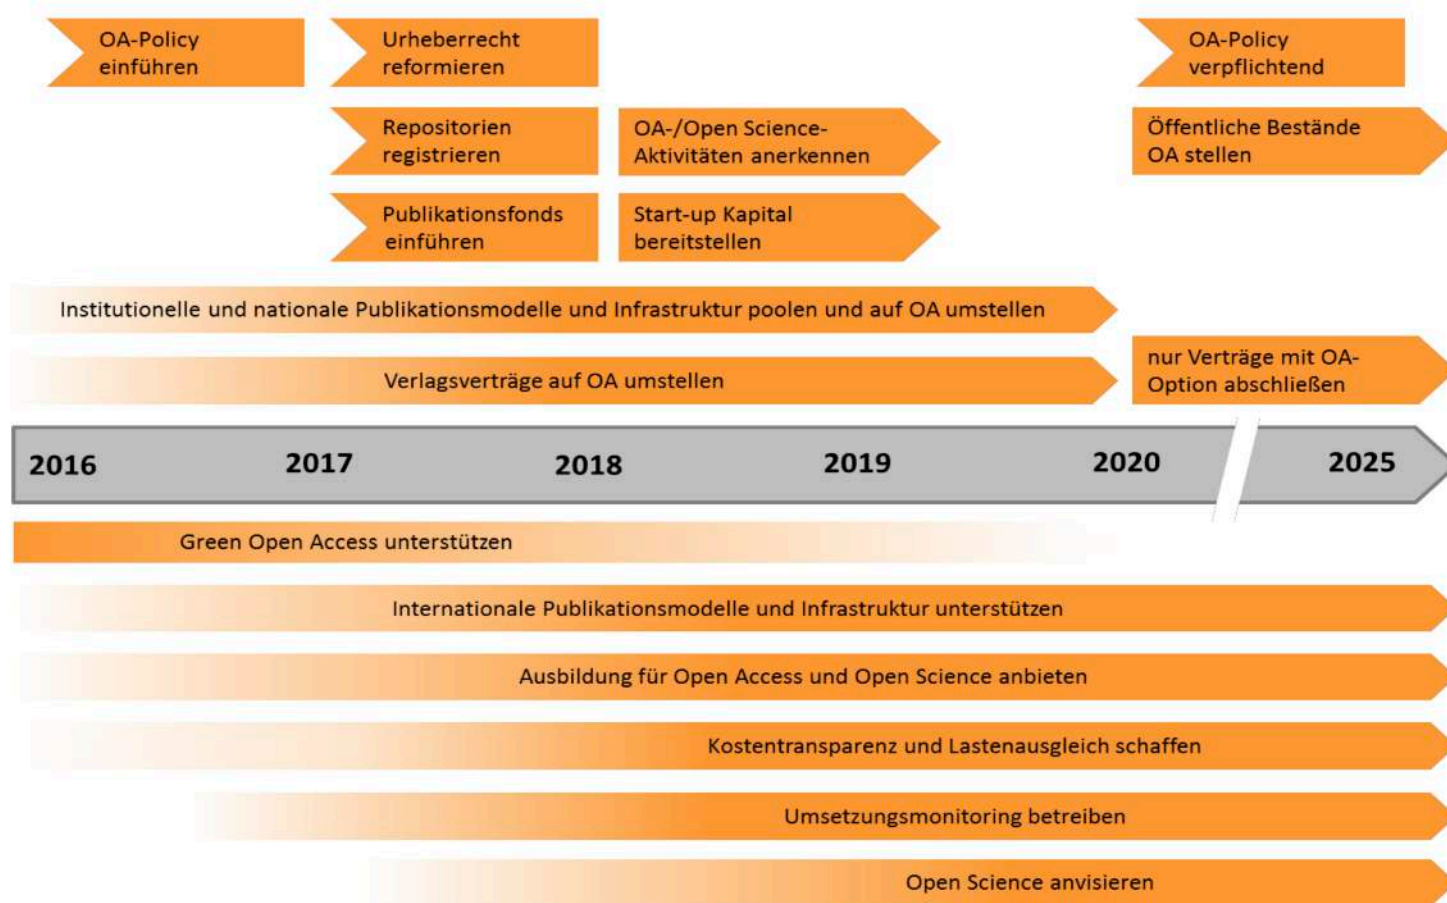 OA-Policy
einführen
Urheberrecht
reformieren
OA-Policy
verpflichtend
Repositorien
registrieren
OA-/Open Science-
Aktivitäten anerkennen
Öffentliche Bestände
OA stellen
Publikationsfonds
einführen
Start-up Kapital
bereitstellen
Institutionelle und nationale Publikationsmodelle und Infrastruktur poolen und auf OA umstellen
Verlagsverträge auf OA umstellen
nur Verträge mit OA-
Option abschließen
2016 2017 2018 2019 2020 2025
Green Open Access unterstützen
Internationale Publikationsmodelle und Infrastruktur unterstützen
Ausbildung für Open Access und Open Science anbieten
Kostentransparenz und Lastenausgleich schaffen
Umsetzungsmonitoring betreiben
Open Science anvisieren